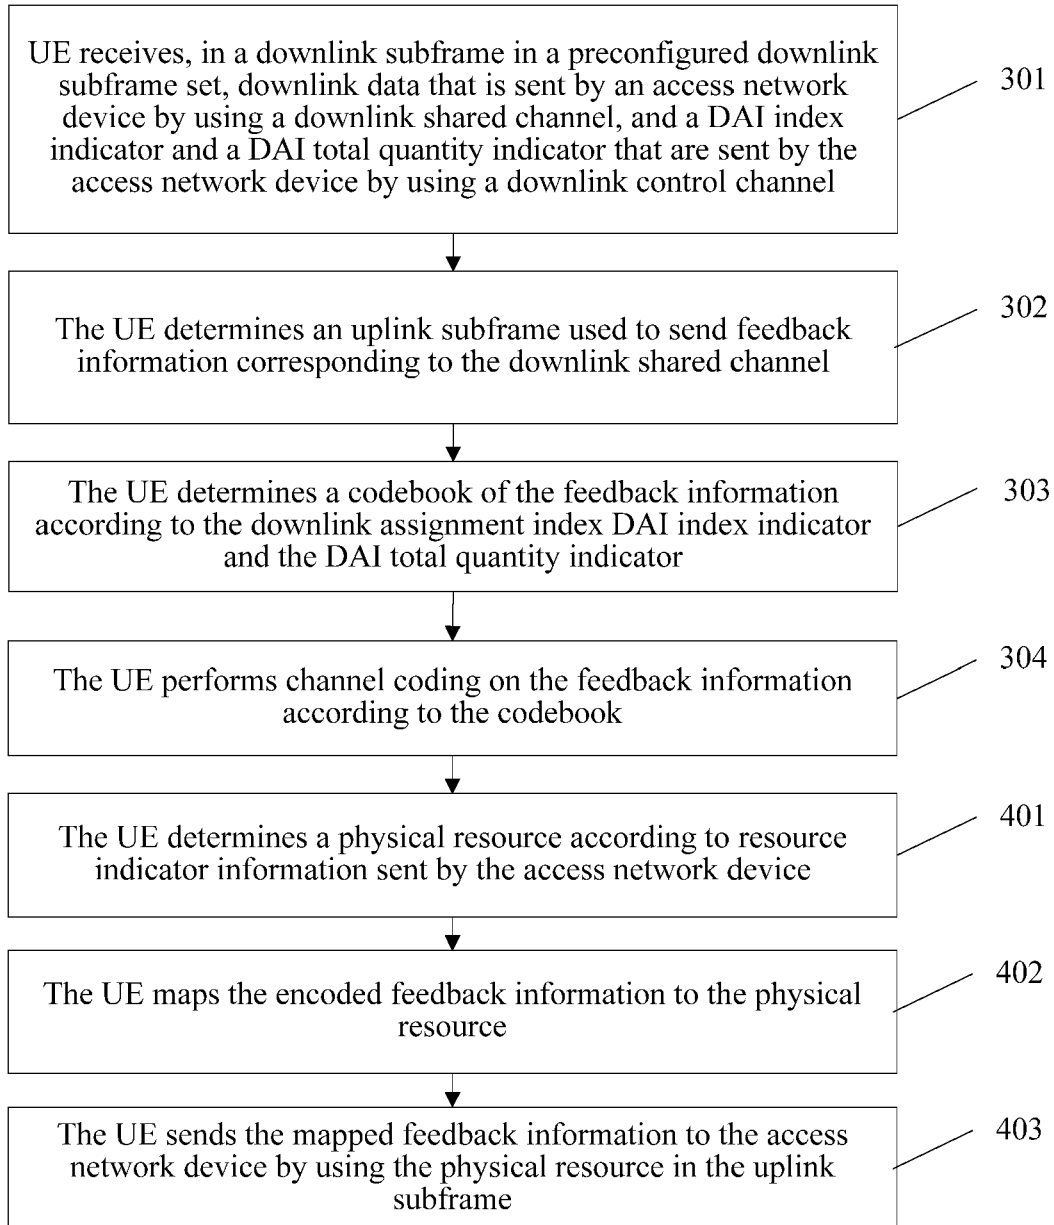 UE receives, in a downlink subframe in a preconfigured downlink
subframe set, downlink data that is sent by an access network
device by using a downlink shared channel, and a DAI index
indicator and a DAI total quantity indicator that are sent by the
access network device by using a downlink control channel
301
The UE determines an uplink subframe used to send feedback
information corresponding to the downlink shared channel
302
The UE determines a codebook of the feedback information
according to the downlink assignment index DAI index indicator
and the DAI total quantity indicator
303
The UE performs channel coding on the feedback information
according to the codebook
304
The UE determines a physical resource according to resource
indicator information sent by the access network device
401
The UE maps the encoded feedback information to the physical
resource
402
The UE sends the mapped feedback information to the access
network device by using the physical resource in the uplink
subframe
403